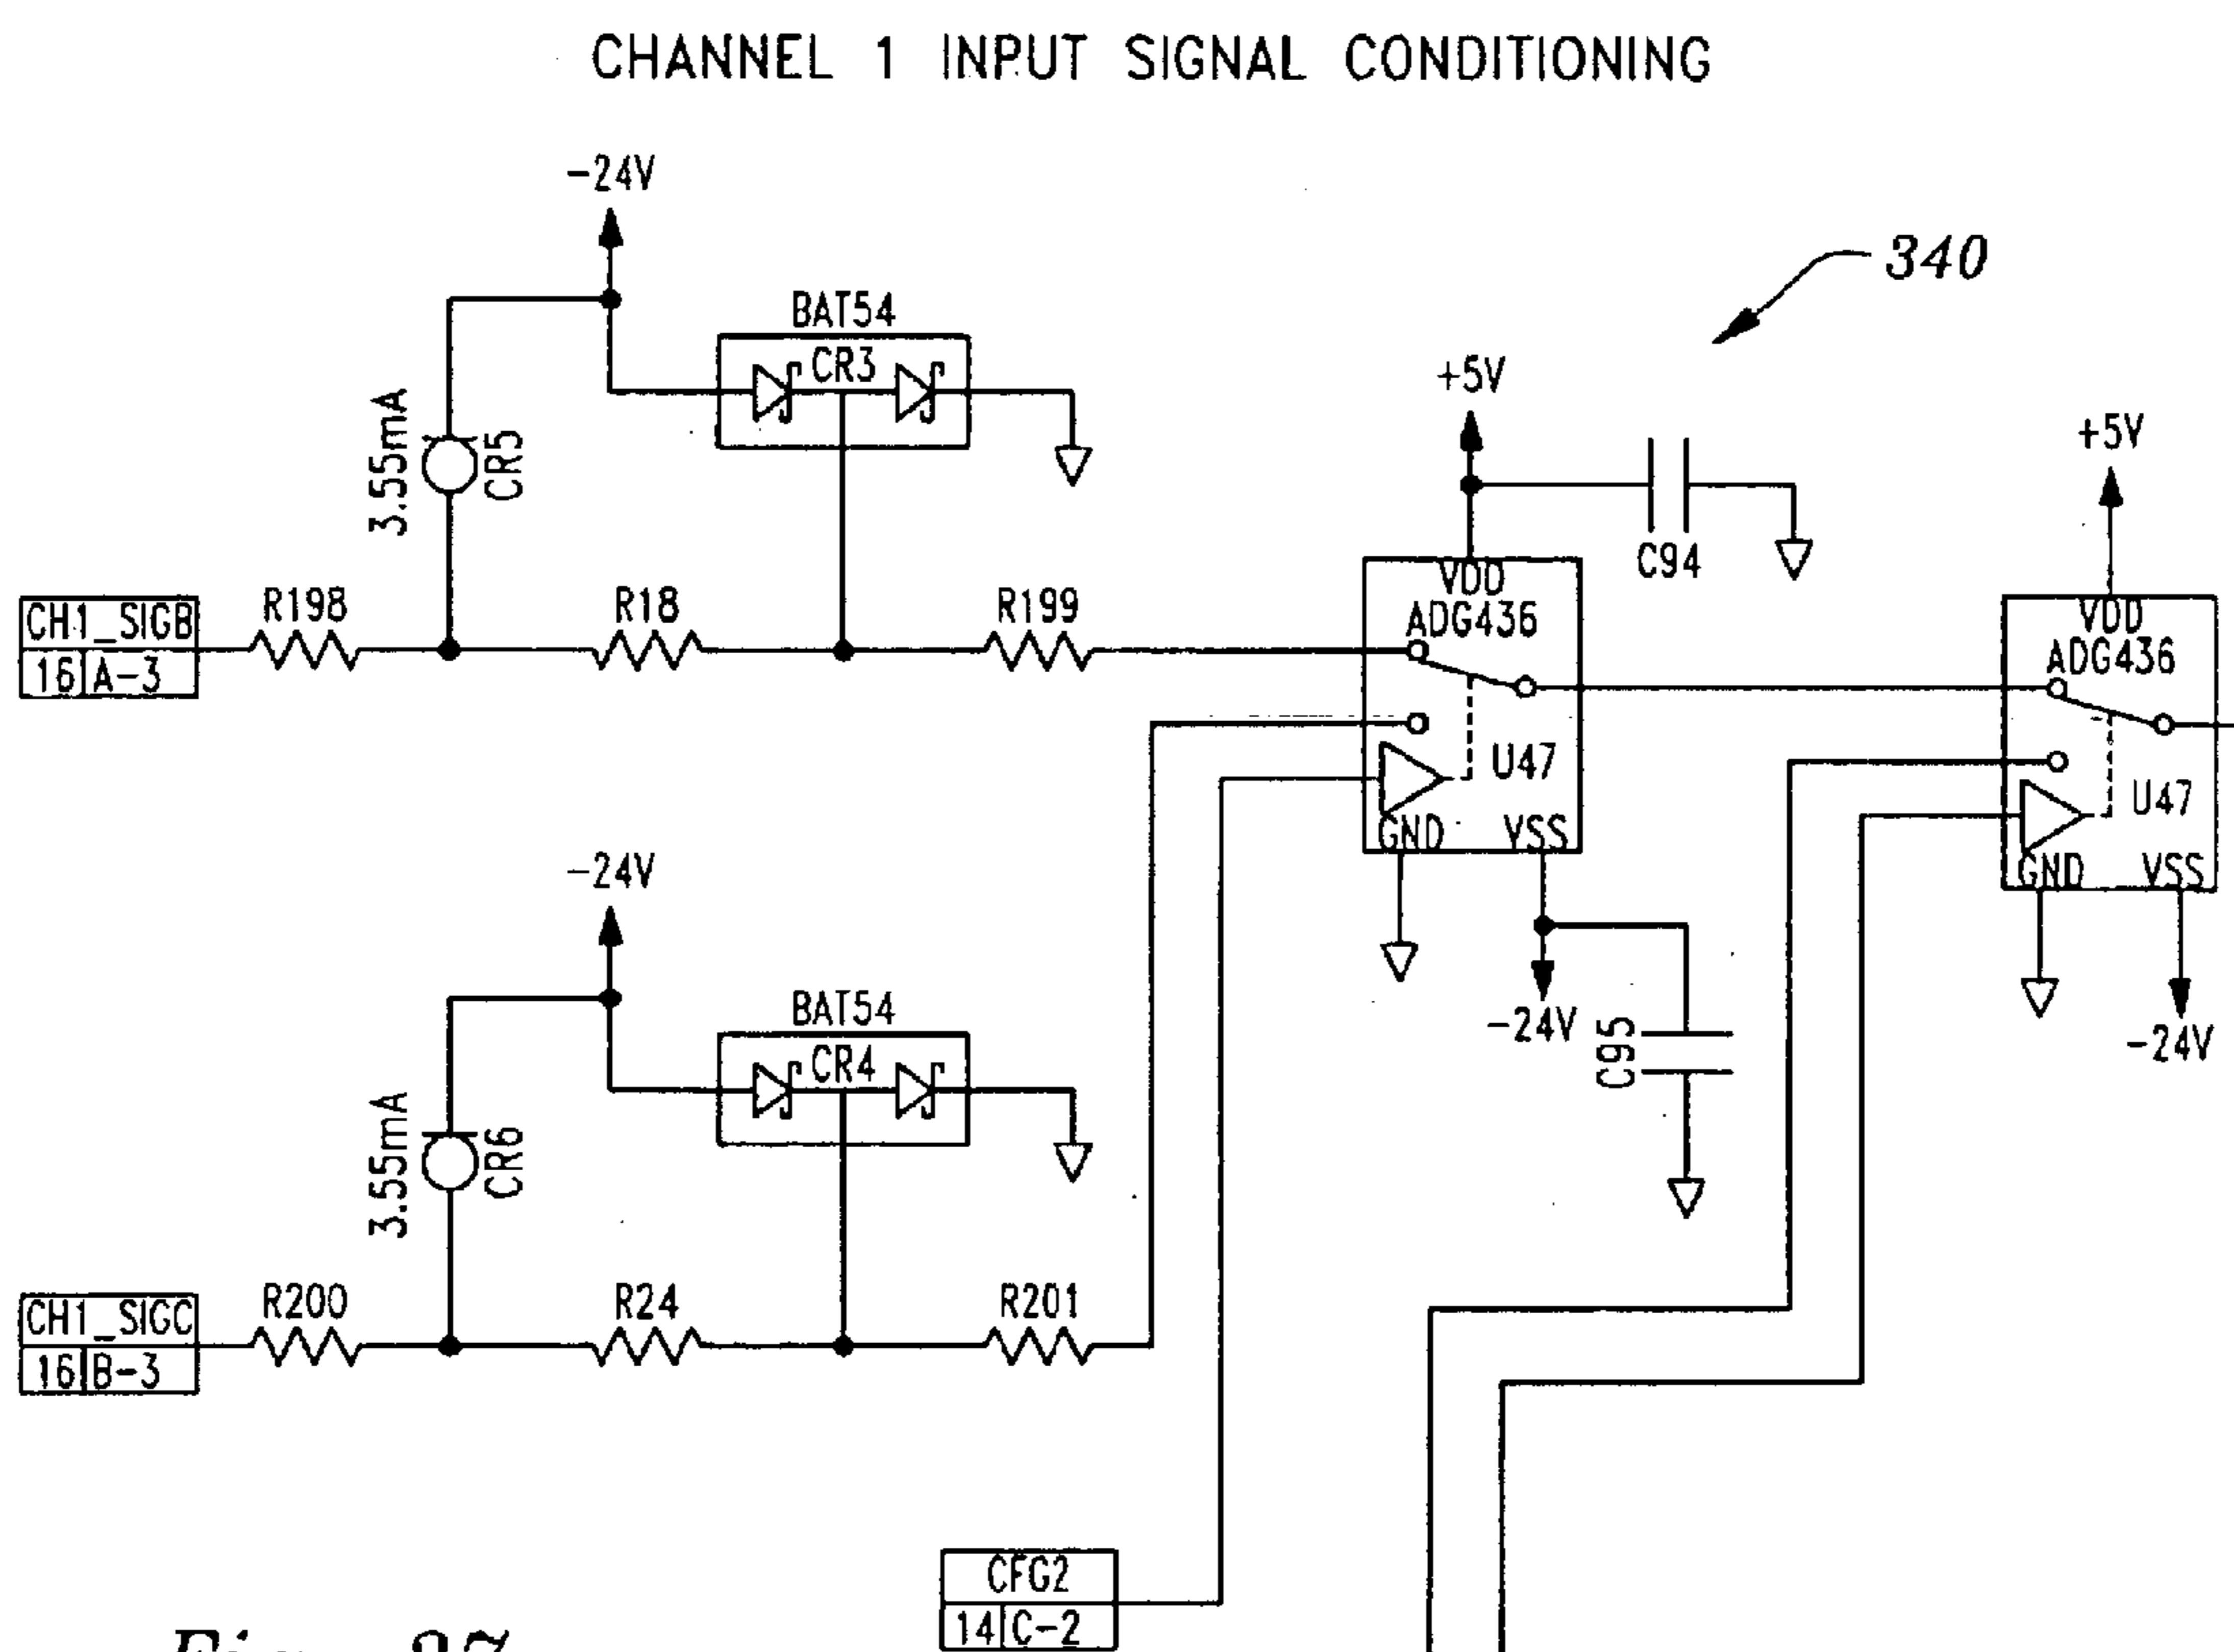 CHANNEL 1 INPUT SIGNAL CONDITIONING
-24V
340
BAT54
CR3
+5V
+5V
3.55mA
CR5
C94
CH1_SIGB
16 A-3
R198
R18
R199
VDD
ADG436
U47
GND VSS
VDD
ADG436
U47
GND VSS
-24V
-24V
-24V
C95
BAT54
CR4
3.55mA
CR6
CH1_SIGC
16 B-3
R200
R24
R201
CFG2
14 C-2